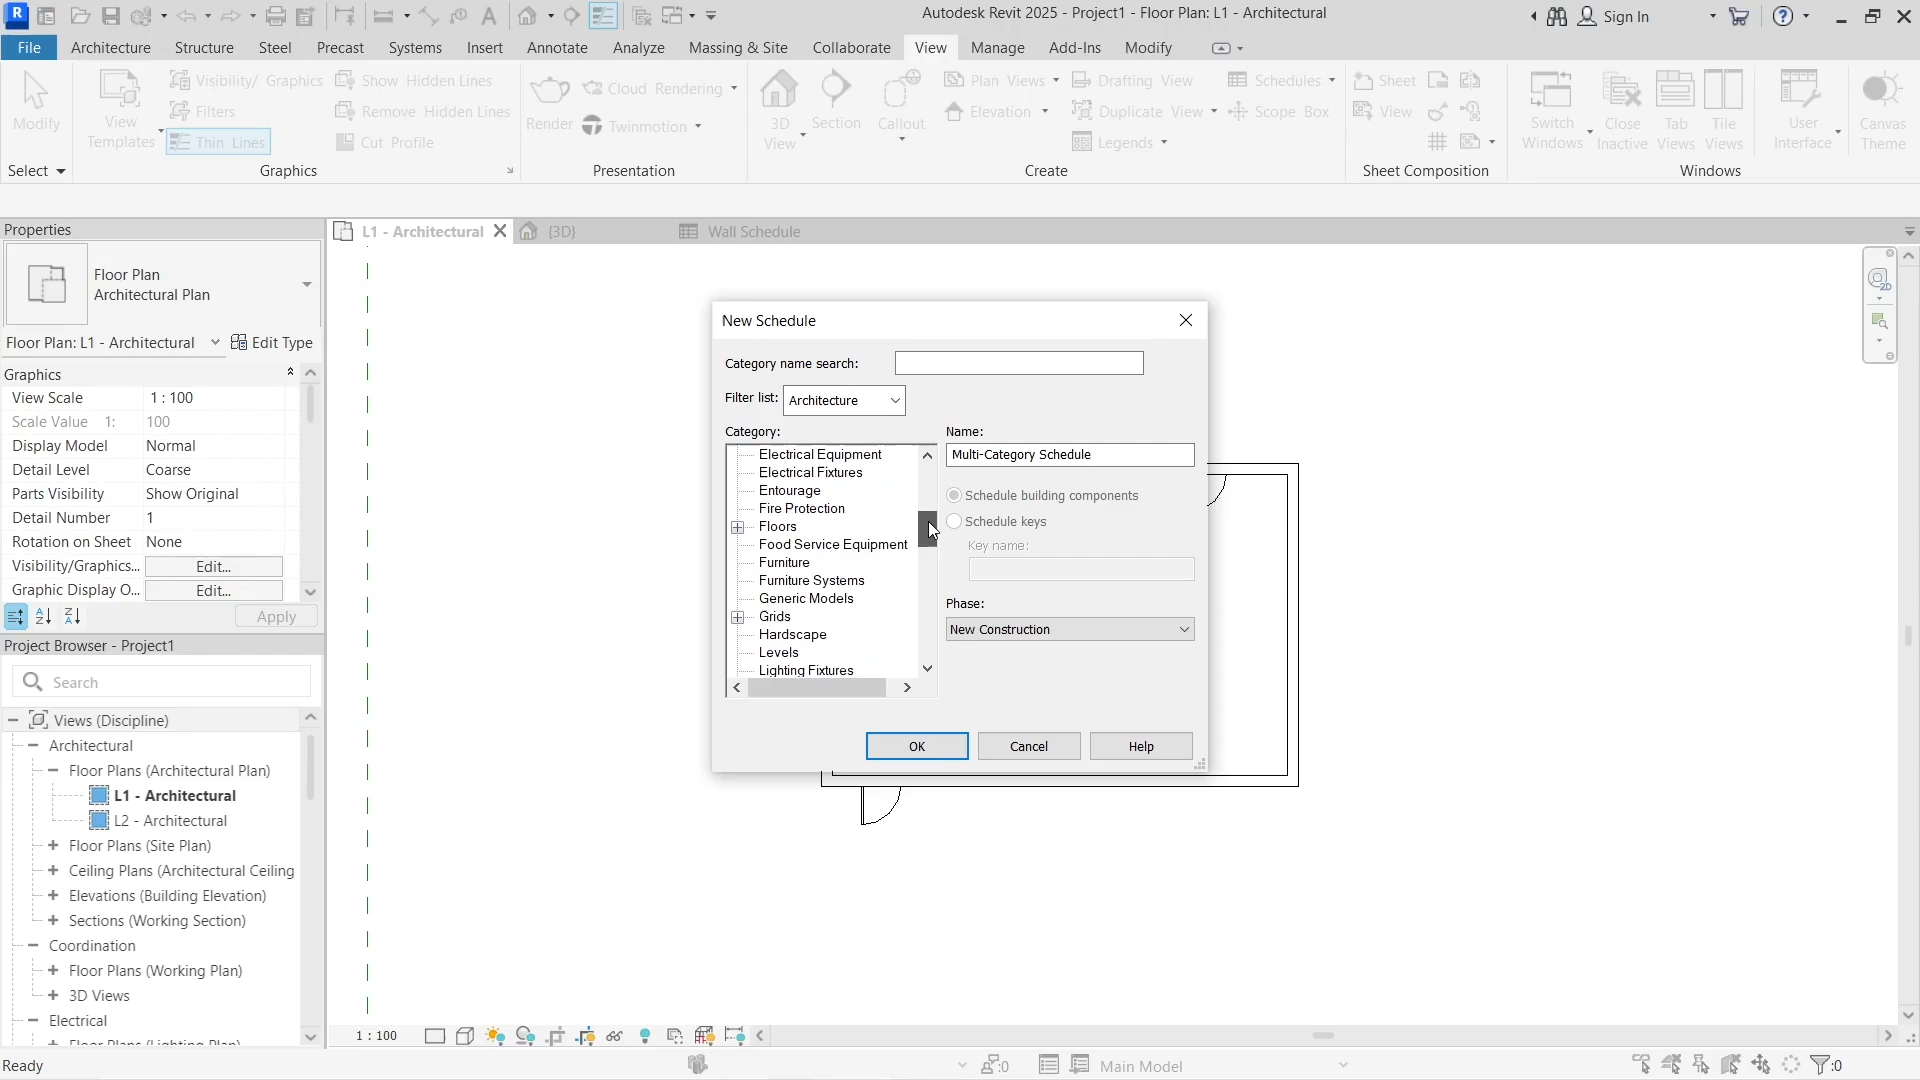 Autodesk Revit 2025 - Project1 - Floor Plan: L1 - Architectural
Sign In
File Architecture Structure Steel Precast Systems Insert Annotate Analyze Massing & Site Collaborate View Manage Add-Ins Modify
Modify
View Templates
Visibility/ Graphics
Filters
Thin Lines
Show Hidden Lines
Remove Hidden Lines
Cut Profile
Render
Cloud Rendering
Twinmotion
3D View
Section
Callout
Plan Views
Elevation
Drafting View
Duplicate View
Legends
Schedules
Scope Box
Sheet
View
Switch Windows
Close Inactive
Tab Views
Tile Views
User Interface
Canvas Theme
Select Graphics Presentation Create Sheet Composition Windows
Properties
L1 - Architectural {3D} Wall Schedule
Floor Plan
Architectural Plan
Floor Plan: L1 - Architectural Edit Type
Graphics
View Scale 1 : 100
Scale Value 1: 100
Display Model Normal
Detail Level Coarse
Parts Visibility Show Original
Detail Number 1
Rotation on Sheet None
Visibility/Graphics... Edit...
Graphic Display O... Edit...
Apply
Project Browser - Project1
Search
Views (Discipline)
Architectural
Floor Plans (Architectural Plan)
L1 - Architectural
L2 - Architectural
Floor Plans (Site Plan)
Ceiling Plans (Architectural Ceiling
Elevations (Building Elevation)
Sections (Working Section)
Coordination
Floor Plans (Working Plan)
3D Views
Electrical
Floor Plans (Lighting Plan)
New Schedule
Category name search:
Filter list: Architecture
Category:
Electrical Equipment
Electrical Fixtures
Entourage
Fire Protection
Floors
Food Service Equipment
Furniture
Furniture Systems
Generic Models
Grids
Hardscape
Levels
Lighting Fixtures
Name:
Multi-Category Schedule
Schedule building components
Schedule keys
Key name:
Phase:
New Construction
OK Cancel Help
2D
1 : 100
Ready
:0
Main Model
:0